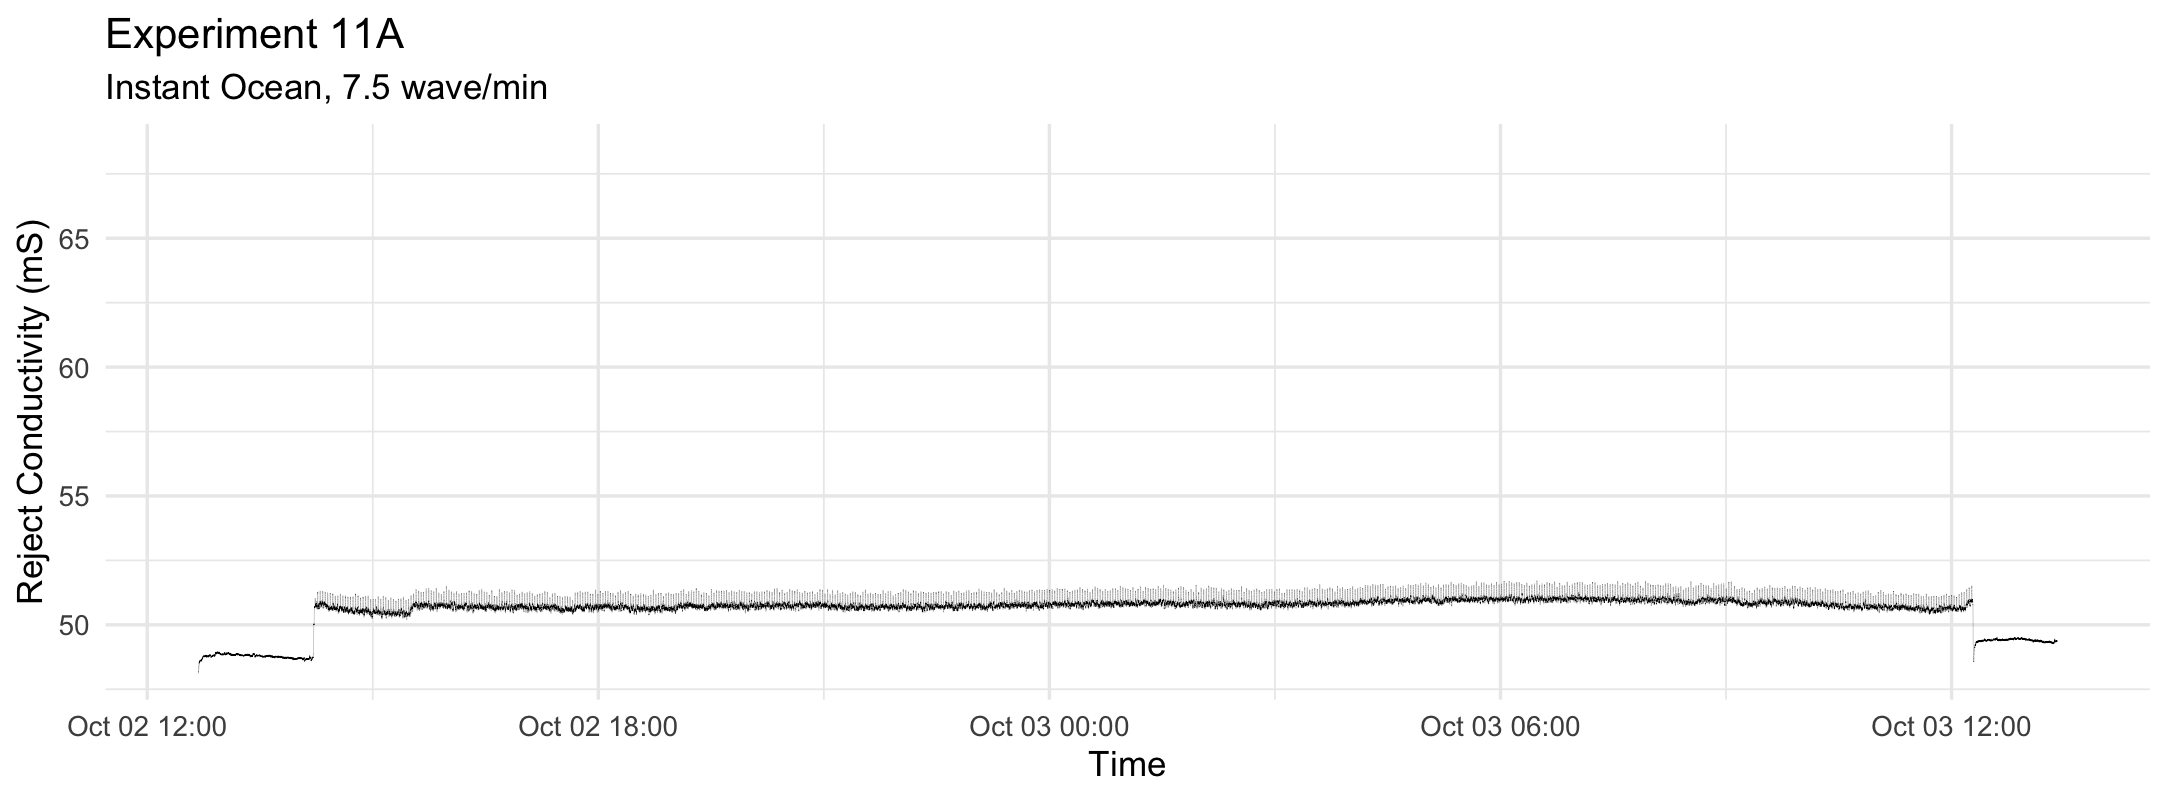 Experiment 11A
Instant Ocean, 7.5 wave/min
Reject Conductivity (mS)
65
60
55
50
Oct 02 12:00 Oct 02 18:00 Oct 03 00:00 Oct 03 06:00 Oct 03 12:00
Time